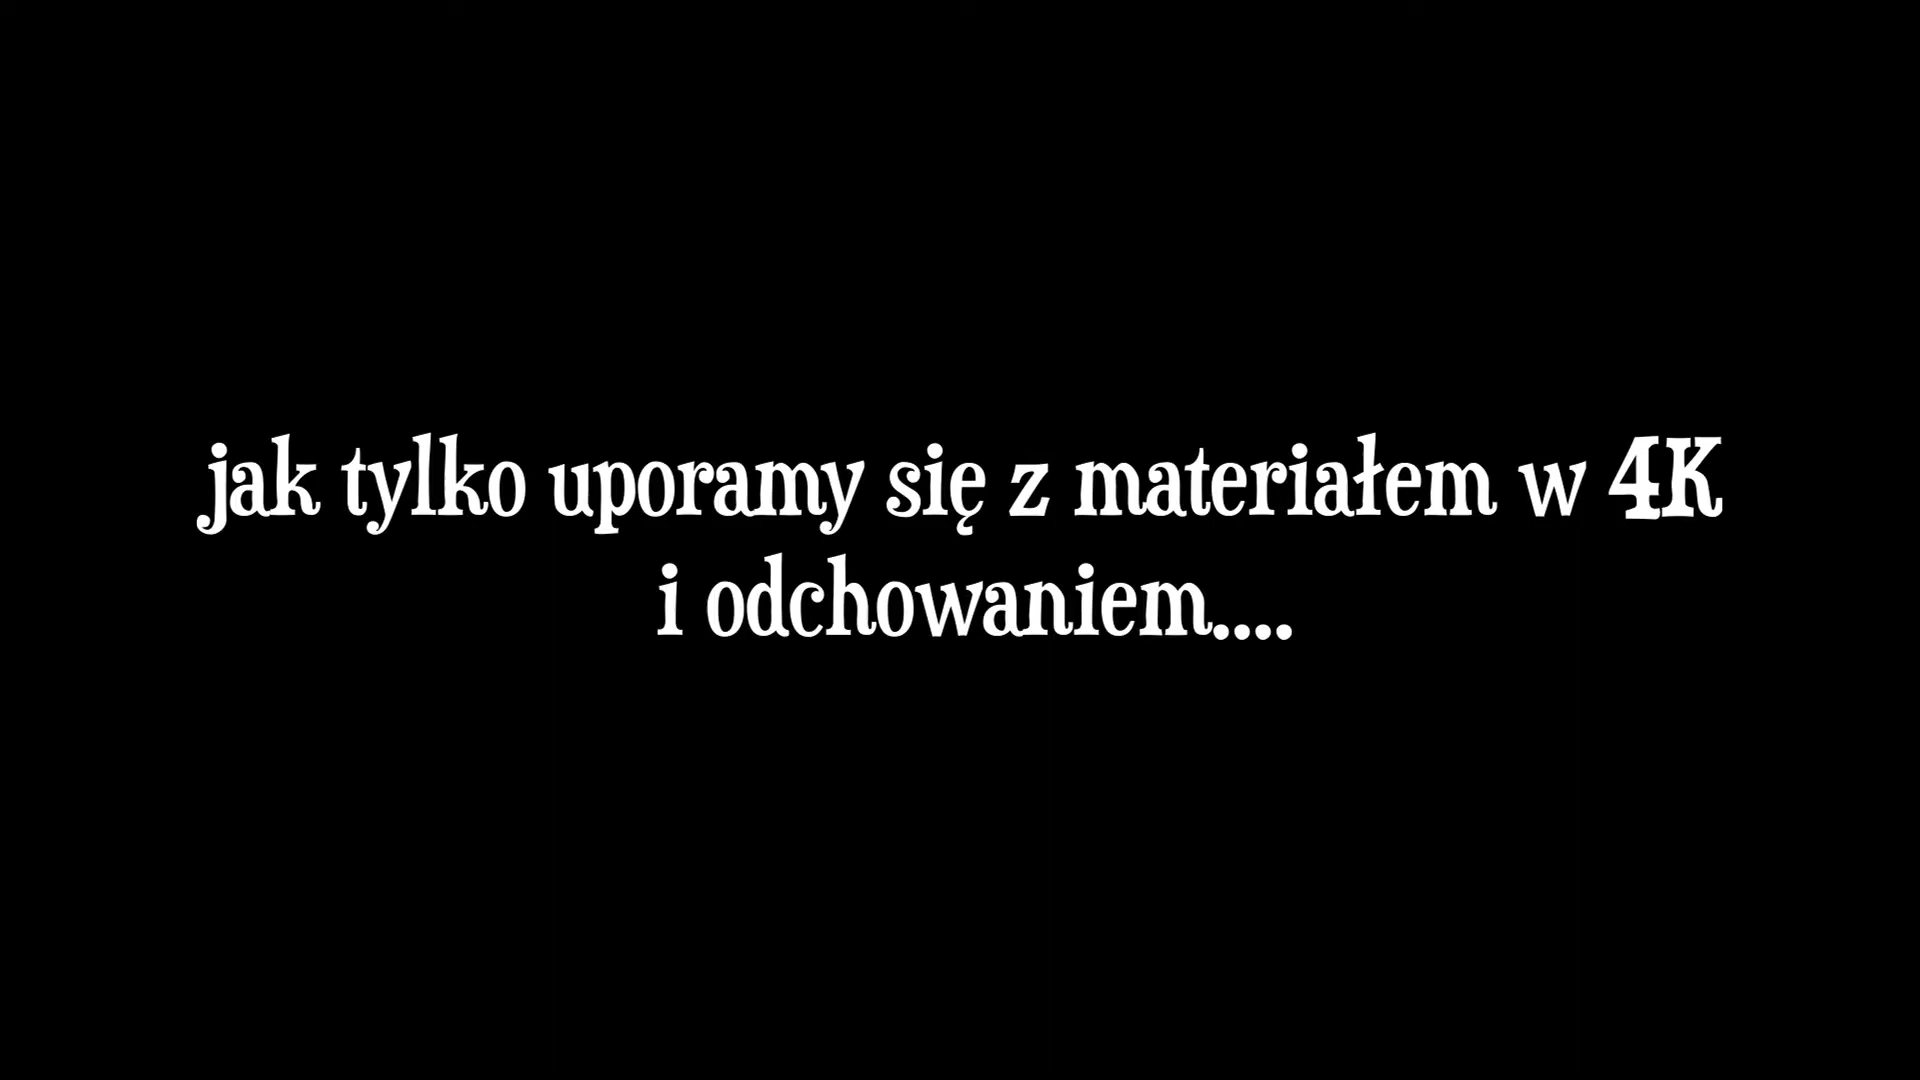 jak tylko uporamy się z materiałem w 4K
i odchowaniem....